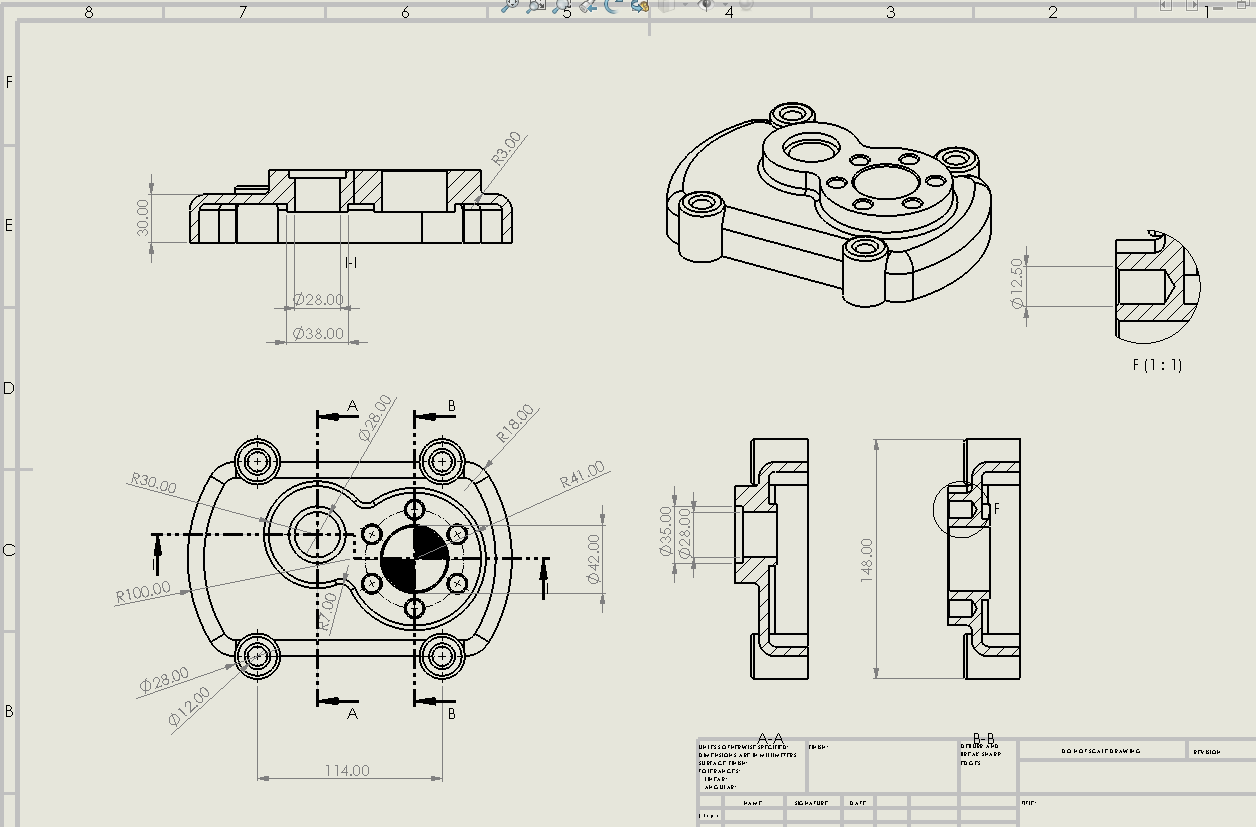 8 7 6 5 4 3 2 1
F
E
D
C
B
R3.00
30.00
I-I
Ø28.00
Ø38.00
Ø12.50
F (1 : 1)
A B
Ø28.00
R18.00
R30.00
R41.00
Ø42.00
R100.00
R7.00
Ø28.00
Ø12.00
A B
114.00
Ø35.00
Ø28.00
148.00
F
A-A B-B
UNLESS OTHERWISE SPECIFIED:
DIMENSIONS ARE IN MILLIMETERS
SURFACE FINISH:
TOLERANCES:
LINEAR:
ANGULAR:
FINISH:
DEBURR AND
BREAK SHARP
EDGES
DO NOT SCALE DRAWING
REVISION
NAME SIGNATURE DATE
TITLE: